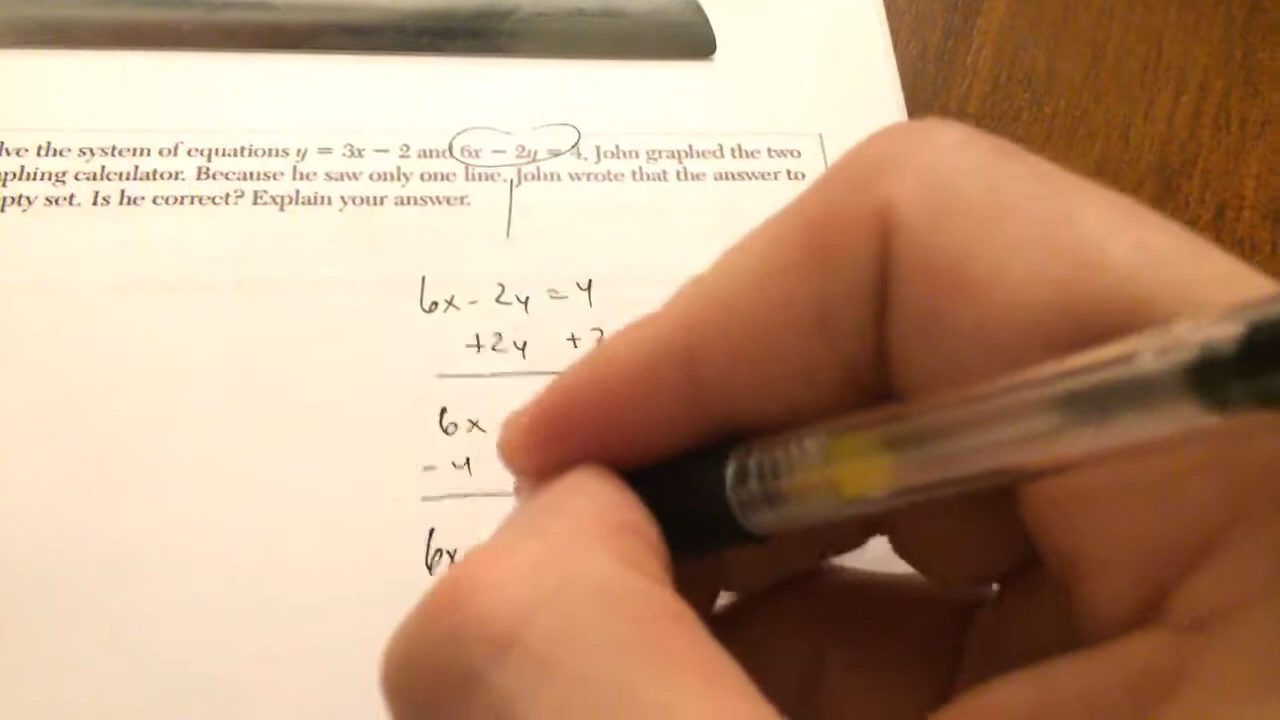 lve the system of equations y = 3x − 2 and 6x − 2y = 4, John graphed the two
phing calculator. Because he saw only one line, John wrote that the answer to
pty set. Is he correct? Explain your answer.
6x - 2y = 4
+2y +2
6x
- 4
6x